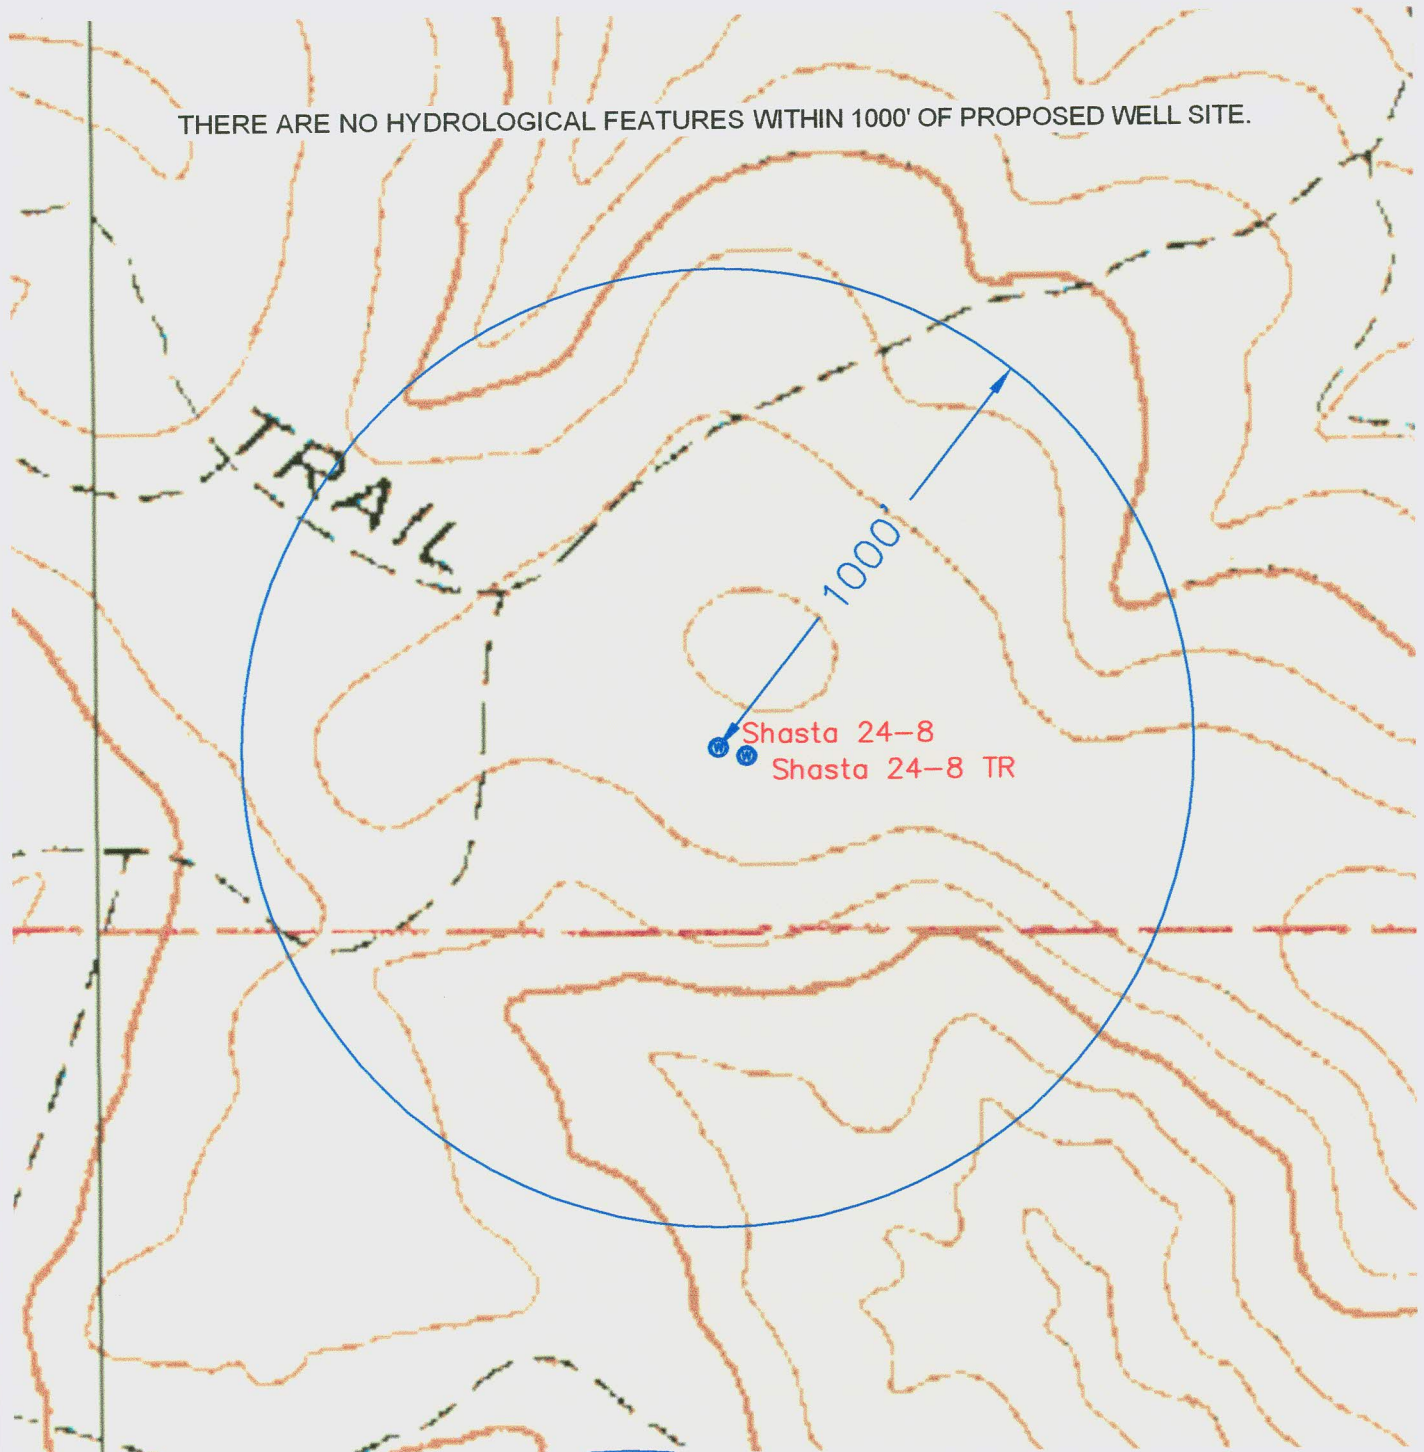 THERE ARE NO HYDROLOGICAL FEATURES WITHIN 1000' OF PROPOSED WELL SITE.
TRAIL
1000'
Shasta 24-8
W
W
Shasta 24-8 TR